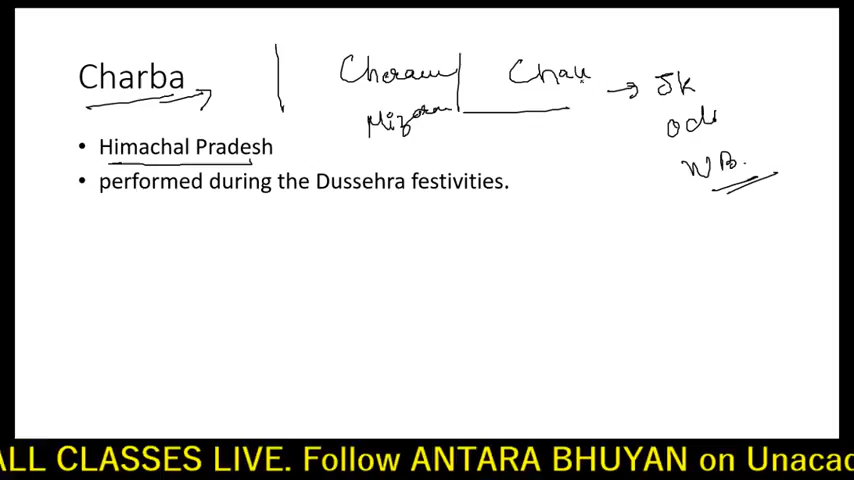 Charba
Cheraw
Chau
Mizoram
→ Jk
Odi
WB.
• Himachal Pradesh
• performed during the Dussehra festivities.
ALL CLASSES LIVE. Follow ANTARA BHUYAN on Unacad